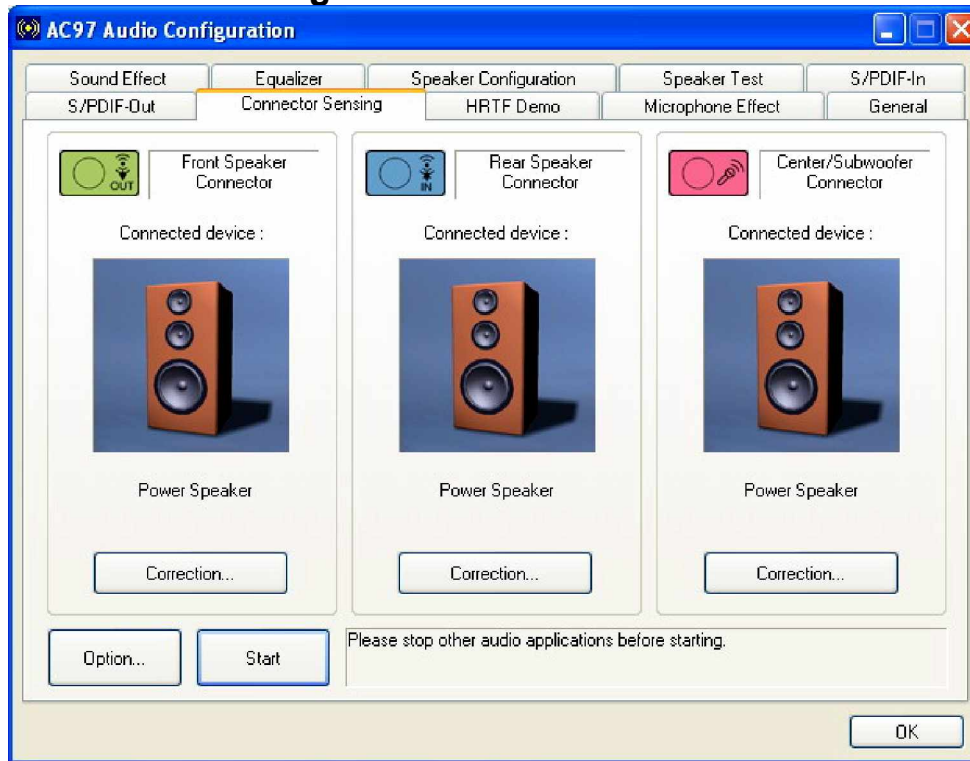 AC97 Audio Configuration
Sound Effect Equalizer Speaker Configuration Speaker Test S/PDIF-In
S/PDIF-Out Connector Sensing HRTF Demo Microphone Effect General
OUT
Front Speaker
Connector
IN
Rear Speaker
Connector
Center/Subwoofer
Connector
Connected device :
Connected device :
Connected device :
Power Speaker
Power Speaker
Power Speaker
Correction...
Correction...
Correction...
Option...
Start
Please stop other audio applications before starting.
OK